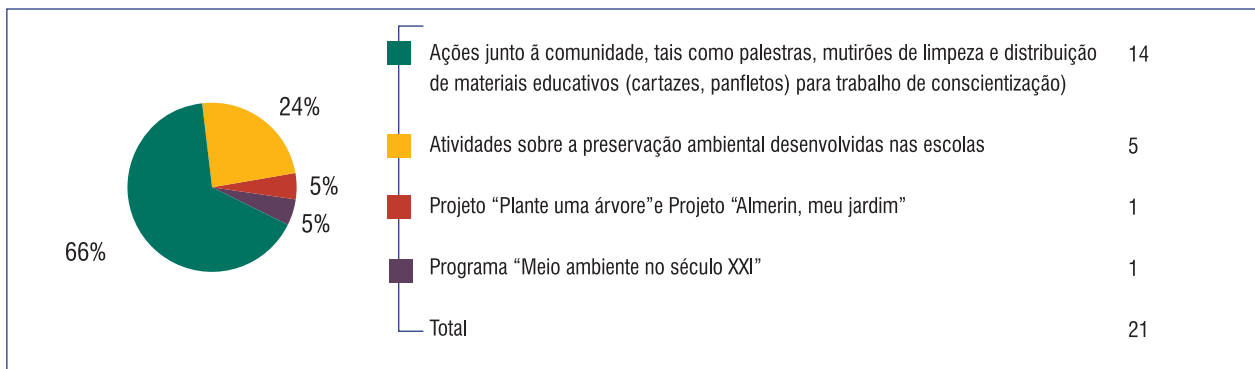 24%
5%
5%
66%
Ações junto ã comunidade, tais como palestras, mutirões de limpeza e distribuição 14
de materiais educativos (cartazes, panfletos) para trabalho de conscientização)
Atividades sobre a preservação ambiental desenvolvidas nas escolas 5
Projeto “Plante uma árvore”e Projeto “Almerin, meu jardim” 1
Programa “Meio ambiente no século XXI” 1
Total 21